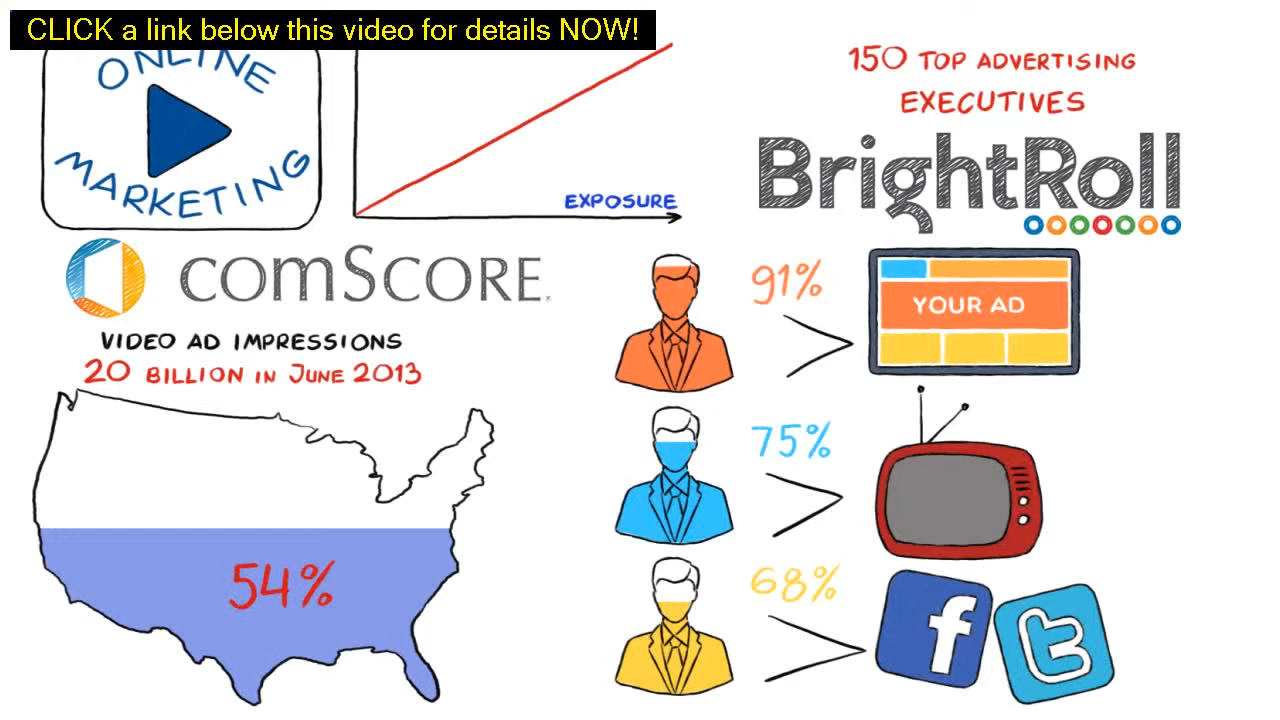 CLICK a link below this video for details NOW!
ONLINE
MARKETING
EXPOSURE
comScore.
VIDEO AD IMPRESSIONS
20 BILLION IN JUNE 2013
54%
150 TOP ADVERTISING
EXECUTIVES
BrightRoll
91%
YOUR AD
75%
68%
f
t